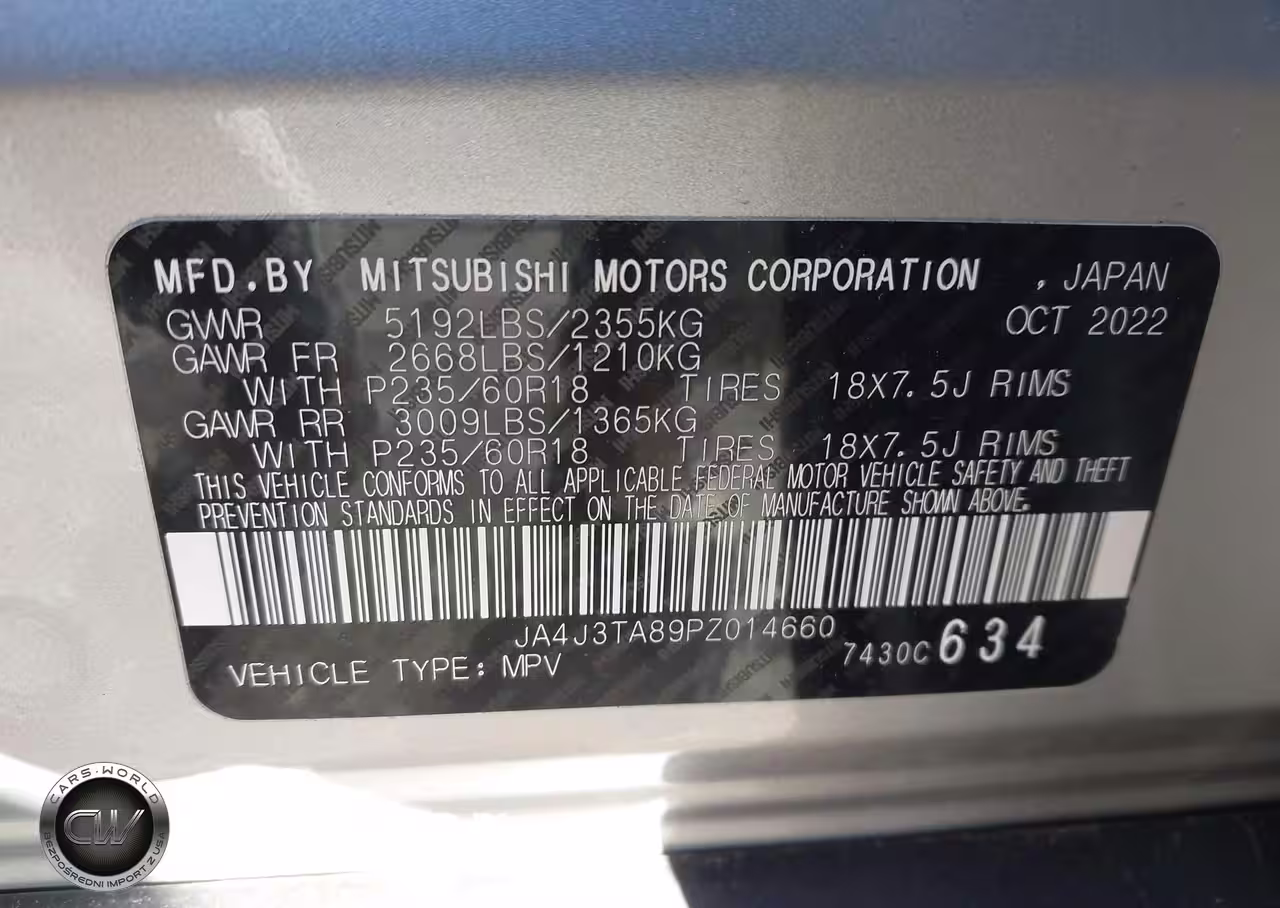 MFD.BY MITSUBISHI MOTORS CORPORATION , JAPAN
GVWR 5192LBS/2355KG OCT 2022
GAWR FR 2668LBS/1210KG
WITH P235/60R18 TIRES 18X7.5J RIMS
GAWR RR 3009LBS/1365KG
WITH P235/60R18 TIRES 18X7.5J RIMS
THIS VEHICLE CONFORMS TO ALL APPLICABLE FEDERAL MOTOR VEHICLE SAFETY AND THEFT
PREVENTION STANDARDS IN EFFECT ON THE DATE OF MANUFACTURE SHOWN ABOVE.
JA4J3TA89PZ014660
7430C634
VEHICLE TYPE: MPV
CARS·WORLD
CW
BEZPOŚREDNI IMPORT Z USA